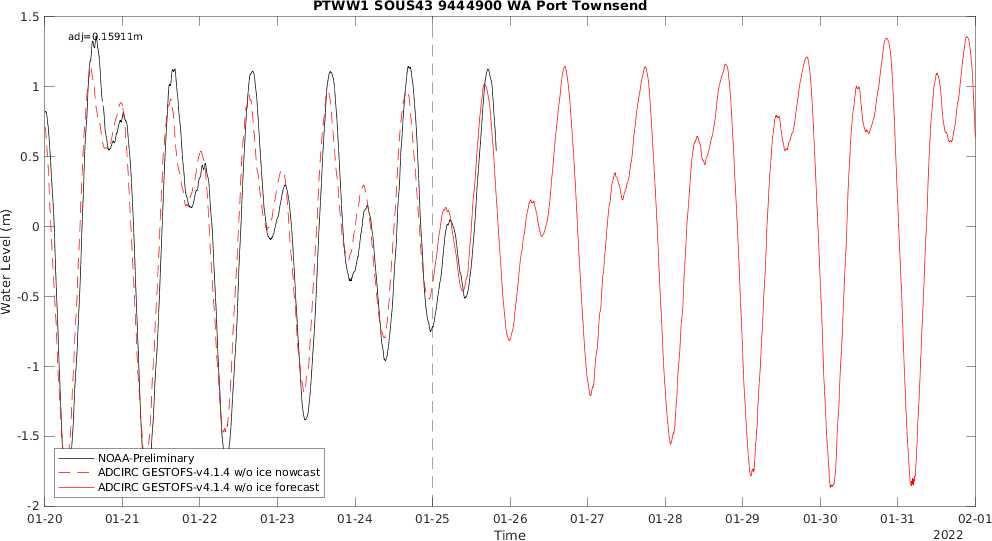 PTWW1 SOUS43 9444900 WA Port Townsend
adj=0.15911m
1.5
1
0.5
0
-0.5
-1
-1.5
-2
Water Level (m)
NOAA-Preliminary
ADCIRC GESTOFS-v4.1.4 w/o ice nowcast
ADCIRC GESTOFS-v4.1.4 w/o ice forecast
01-20 01-21 01-22 01-23 01-24 01-25 01-26 01-27 01-28 01-29 01-30 01-31 02-01
Time
2022